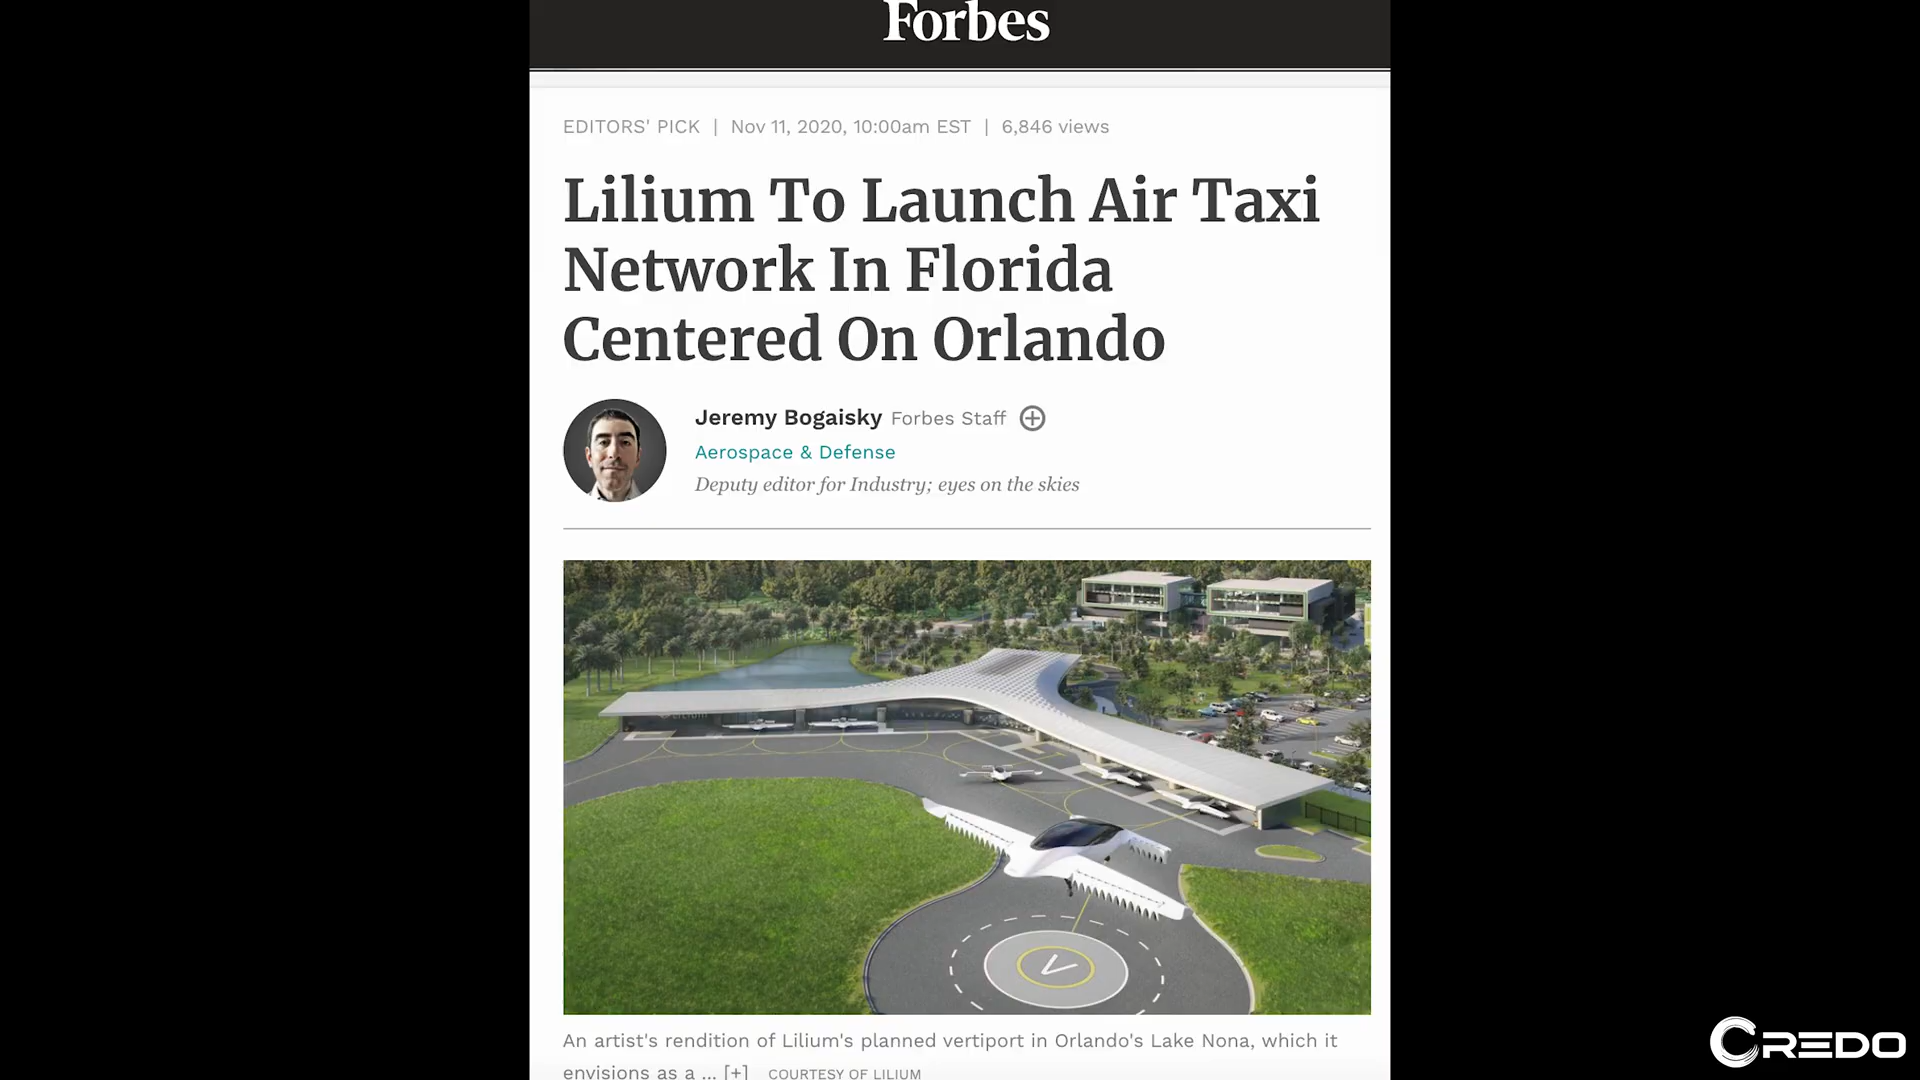 Forbes
EDITORS' PICK | Nov 11, 2020, 10:00am EST | 6,846 views
Lilium To Launch Air Taxi
Network In Florida
Centered On Orlando
Jeremy Bogaisky Forbes Staff
Aerospace & Defense
Deputy editor for Industry; eyes on the skies
V
An artist's rendition of Lilium's planned vertiport in Orlando's Lake Nona, which it
envisions as a ... [+] COURTESY OF LILIUM
CREDO